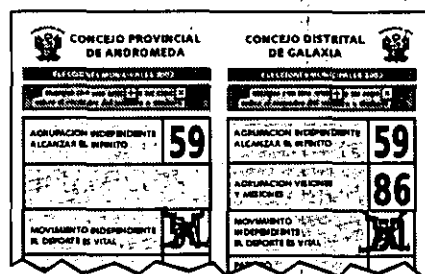 CONCEJO PROVINCIAL
DE ANDROMEDA
ELECCIONES MUNICIPALES 2002
AGRUPACION INDEPENDIENTE
ALCANZAR EL INFINITO
59
MOVIMIENTO INDEPENDIENTE
EL DEPORTE ES VITAL
CONCEJO DISTRITAL
DE GALAXIA
ELECCIONES MUNICIPALES 2002
AGRUPACION INDEPENDIENTE
ALCANZAR EL INFINITO
59
AGRUPACION VISIONES
Y MISIONES
86
MOVIMIENTO
INDEPENDIENTE
EL DEPORTE ES VITAL